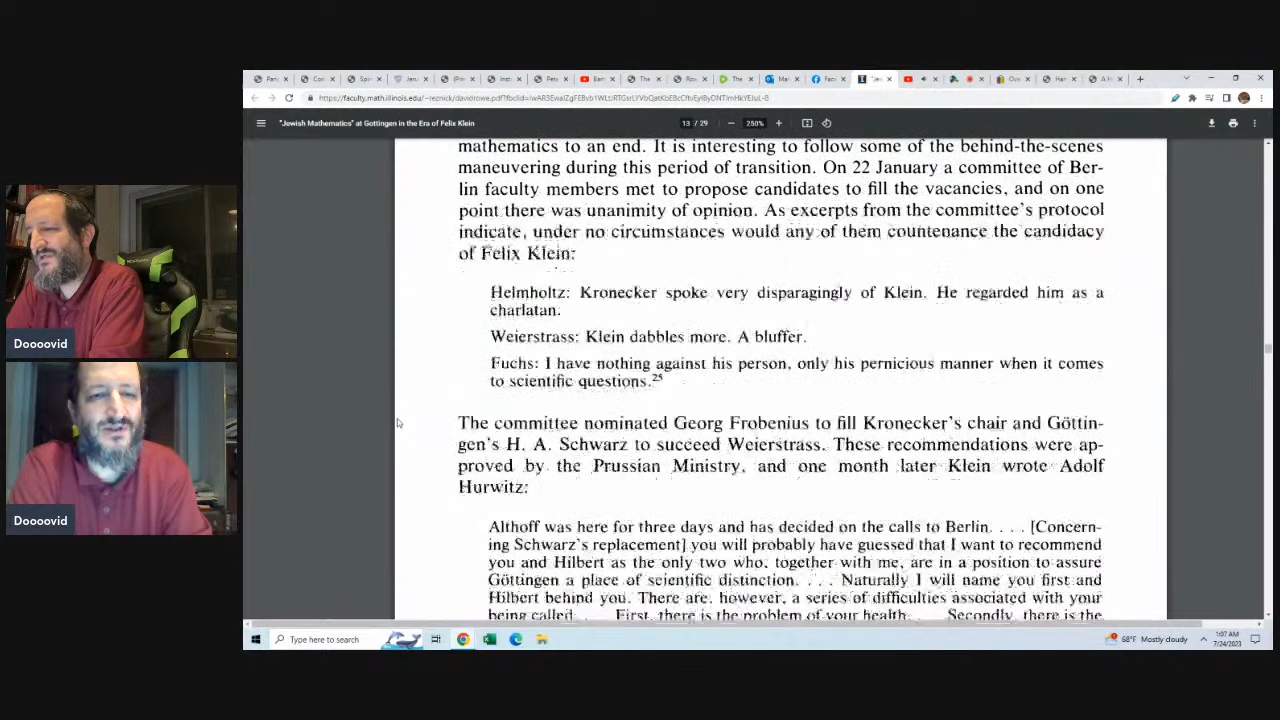 https://faculty.math.illinois.edu/
"Jewish Mathematics" at Gottingen in the Era of Felix Klein
13 / 29
250%
mathematics to an end. It is interesting to follow some of the behind-the-scenes
maneuvering during this period of transition. On 22 January a committee of Ber-
lin faculty members met to propose candidates to fill the vacancies, and on one
point there was unanimity of opinion. As excerpts from the committee's protocol
indicate, under no circumstances would any of them countenance the candidacy
of Felix Klein:
Helmholtz: Kronecker spoke very disparagingly of Klein. He regarded him as a
charlatan.
Weierstrass: Klein dabbles more. A bluffer.
Fuchs: I have nothing against his person, only his pernicious manner when it comes
to scientific questions.25
The committee nominated Georg Frobenius to fill Kronecker's chair and Göttin-
gen's H. A. Schwarz to succeed Weierstrass. These recommendations were ap-
proved by the Prussian Ministry, and one month later Klein wrote Adolf
Hurwitz:
Althoff was here for three days and has decided on the calls to Berlin. . . . [Concern-
ing Schwarz's replacement] you will probably have guessed that I want to recommend
you and Hilbert as the only two who, together with me, are in a position to assure
Göttingen a place of scientific distinction. . . . Naturally I will name you first and
Hilbert behind you. There are, however, a series of difficulties associated with your
being called. First, there is the problem of your health. Secondly, there is the
Doooovid
Doooovid
Type here to search
68°F Mostly cloudy
1:07 AM
7/24/2023